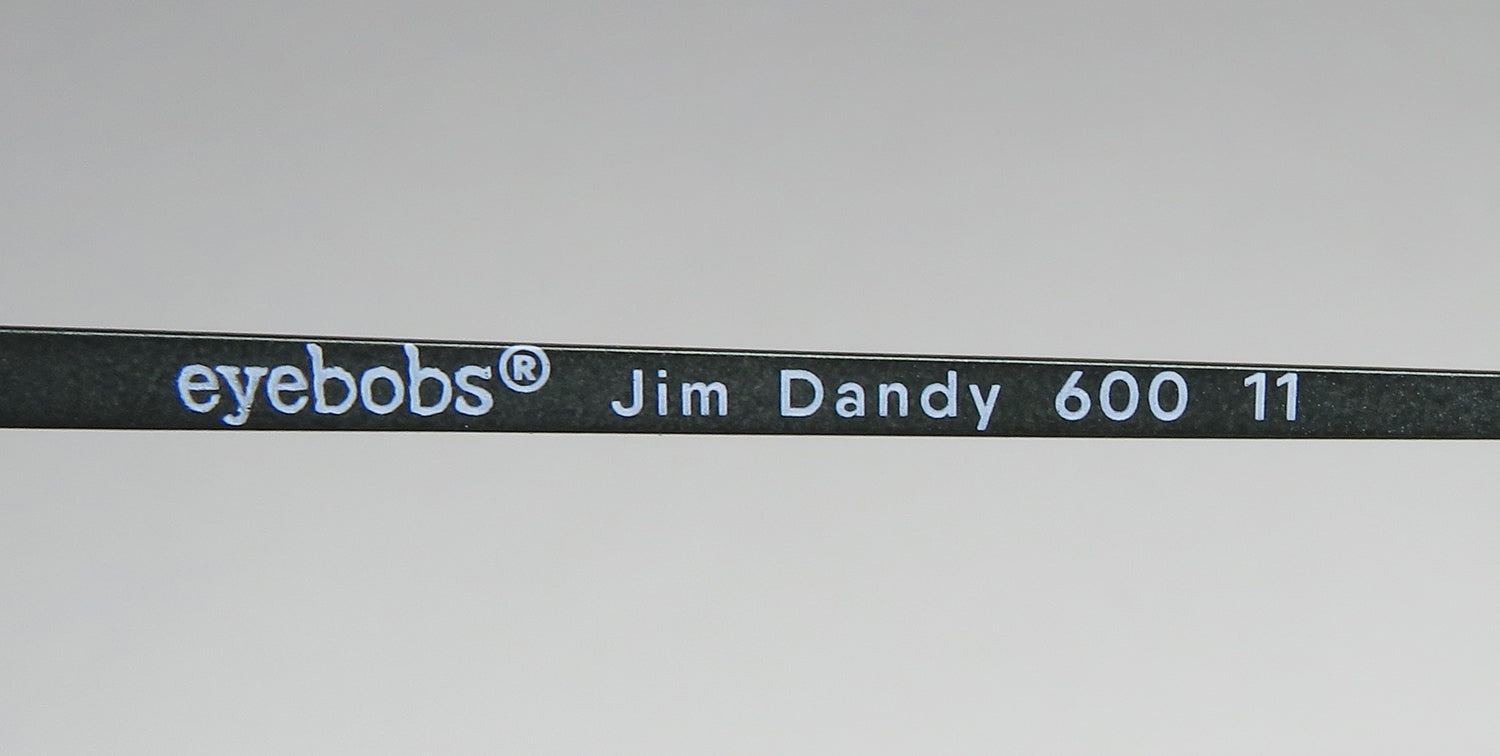 eyebobs® Jim Dandy 600 11